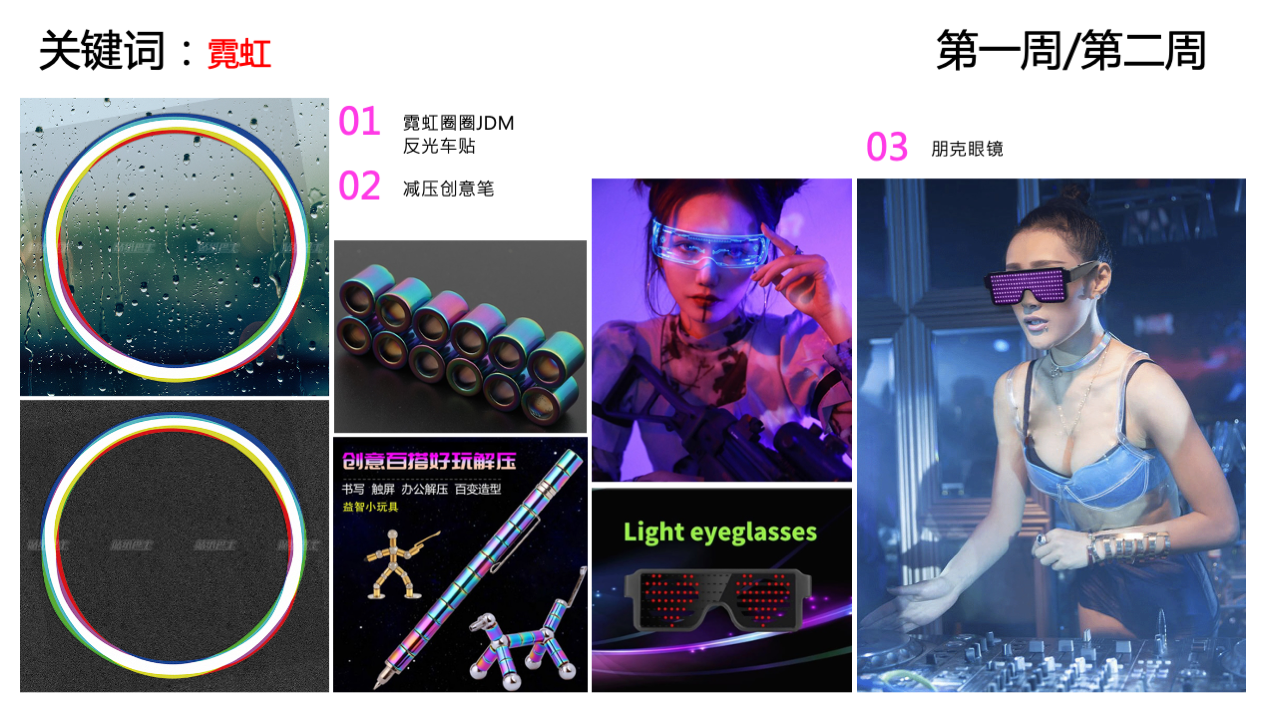 关键词：霓虹
第一周/第二周
01
霓虹圈圈JDM
反光车贴
02
减压创意笔
03
朋克眼镜
创意百搭好玩解压
书写 触屏 办公解压 百变造型
益智小玩具
Light eyeglasses